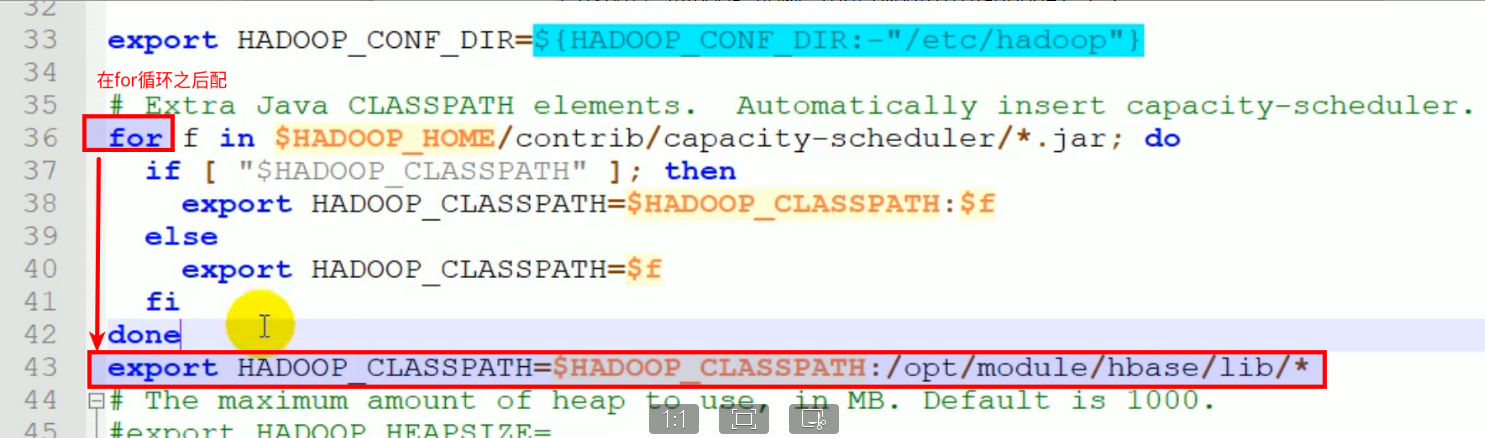 32
33 export HADOOP_CONF_DIR=${HADOOP_CONF_DIR:-"/etc/hadoop"}
34
在for循环之后配
35 # Extra Java CLASSPATH elements.  Automatically insert capacity-scheduler.
36 for f in $HADOOP_HOME/contrib/capacity-scheduler/*.jar; do
37   if [ "$HADOOP_CLASSPATH" ]; then
38     export HADOOP_CLASSPATH=$HADOOP_CLASSPATH:$f
39   else
40     export HADOOP_CLASSPATH=$f
41   fi
42 done
43 export HADOOP_CLASSPATH=$HADOOP_CLASSPATH:/opt/module/hbase/lib/*
44 # The maximum amount of heap to use, in MB. Default is 1000.
1:1
45 #export HADOOP_HEAPSIZE=